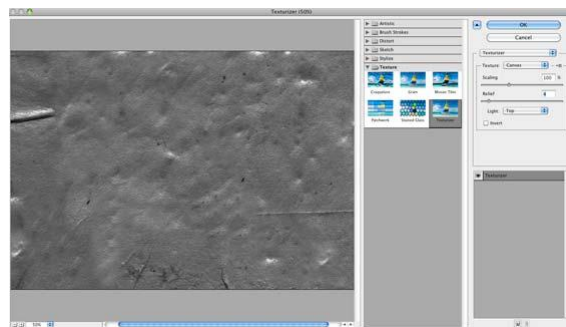 Texturizer (50%)
Artistic
Brush Strokes
Distort
Sketch
Stylize
Texture
Craquelure
Grain
Mosaic Tiles
Patchwork
Stained Glass
Texturizer
OK
Cancel
Texturizer
Texture: Canvas
Scaling 100 %
Relief
Light: Top
Invert
Texturizer
50%